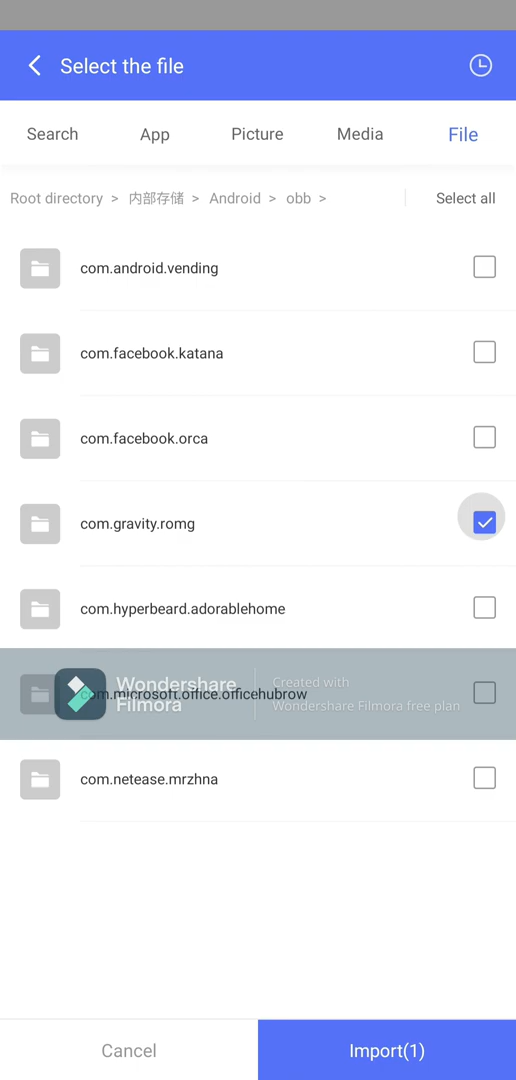 Select the file
Search App Picture Media File
Root directory > 内部存储 > Android > obb > Select all
com.android.vending
com.facebook.katana
com.facebook.orca
com.gravity.romg
com.hyperbeard.adorablehome
com.microsoft.office.officehubrow
Wondershare
Filmora
Created with
Wondershare Filmora free plan
com.netease.mrzhna
Cancel Import(1)